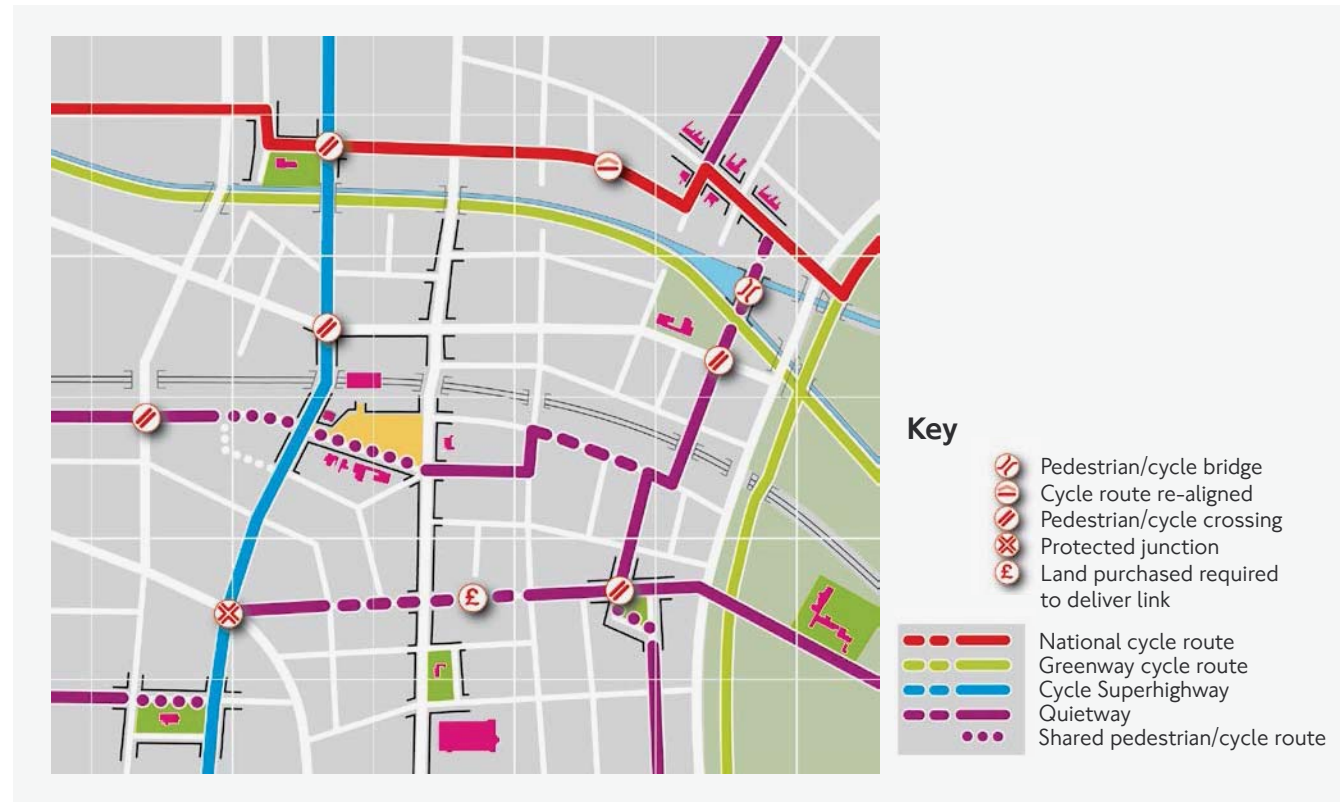 Key
Pedestrian/cycle bridge
Cycle route re-aligned
Pedestrian/cycle crossing
Protected junction
£ Land purchased required
to deliver link
National cycle route
Greenway cycle route
Cycle Superhighway
Quietway
Shared pedestrian/cycle route
£